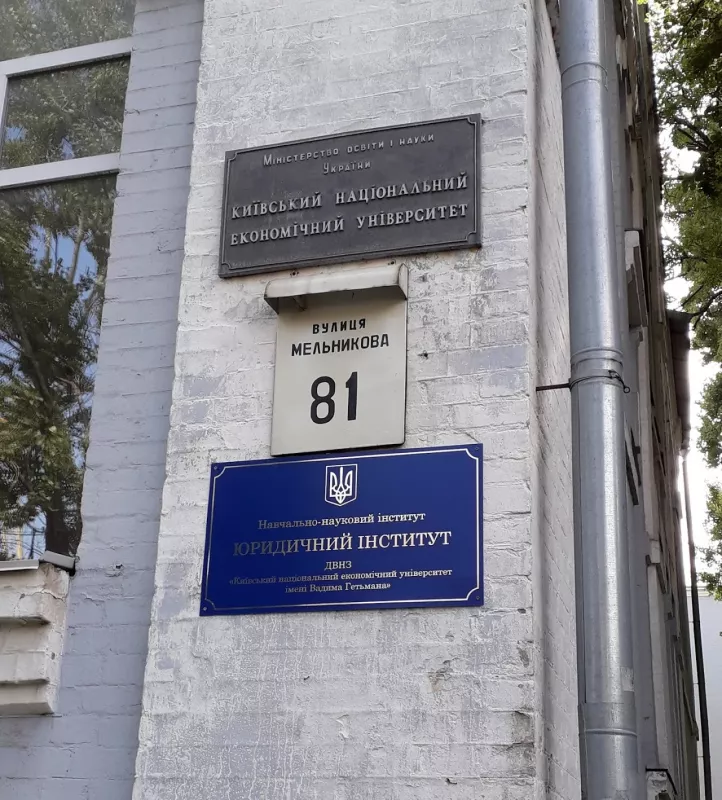 Міністерство освіти і науки
України
КИЇВСЬКИЙ НАЦІОНАЛЬНИЙ
ЕКОНОМІЧНИЙ УНІВЕРСИТЕТ
ВУЛИЦЯ
МЕЛЬНИКОВА
81
Навчально-науковий інститут
ЮРИДИЧНИЙ ІНСТИТУТ
ДВНЗ
«Київський національний економічний університет
імені Вадима Гетьмана»